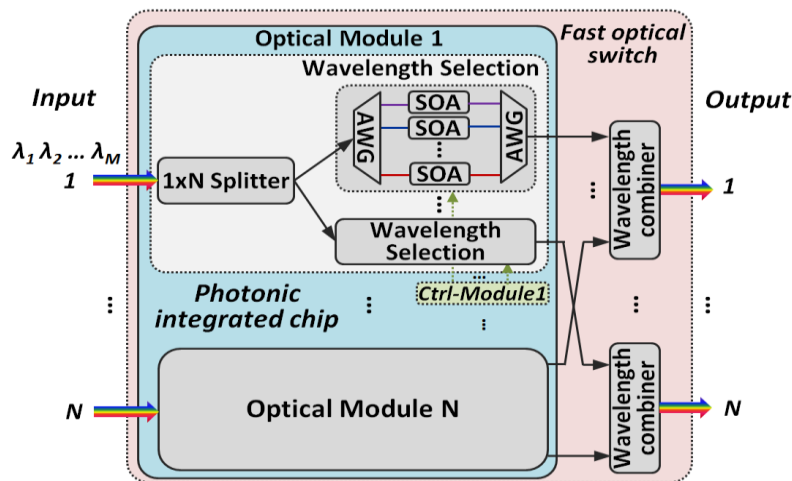 Optical Module 1
Fast optical
switch
Wavelength Selection
Input
Output
λ1 λ2 ... λM
1
1xN Splitter
AWG
SOA
SOA
SOA
AWG
Wavelength
combiner
1
Wavelength
Selection
Ctrl-Module1
Photonic
integrated chip
N
Optical Module N
Wavelength
combiner
N